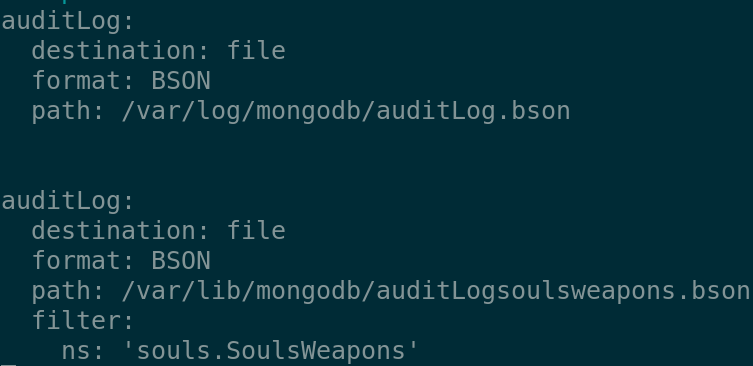 auditLog:
  destination: file
  format: BSON
  path: /var/log/mongodb/auditLog.bson
auditLog:
  destination: file
  format: BSON
  path: /var/lib/mongodb/auditLogsoulsweapons.bson
  filter:
    ns: 'souls.SoulsWeapons'